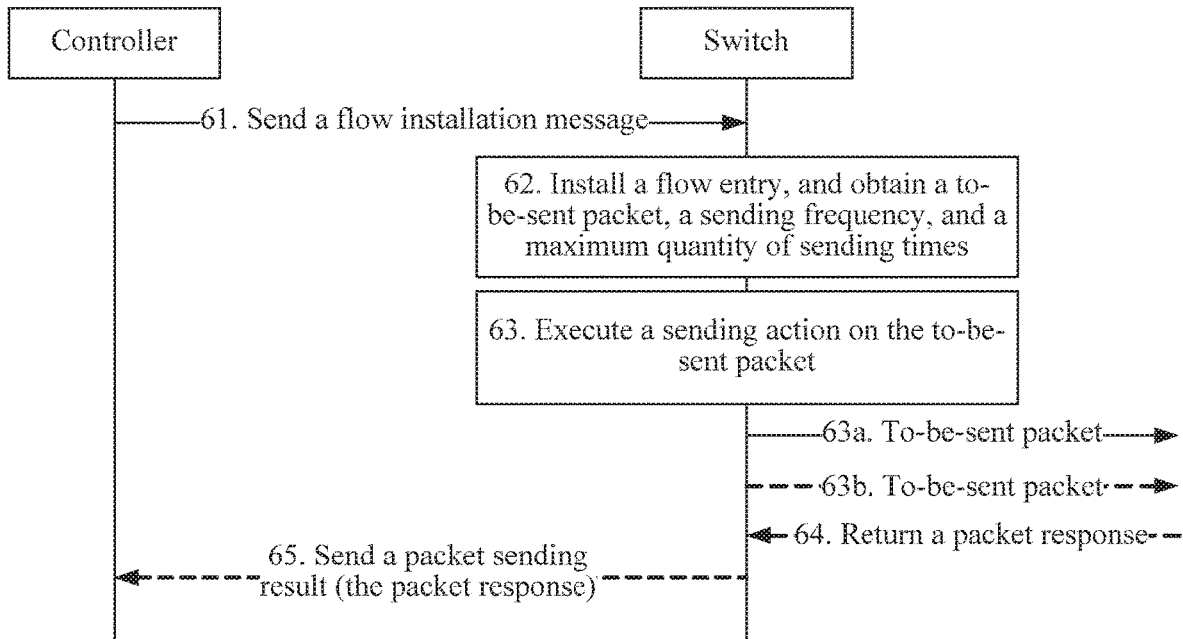 Controller
Switch
61. Send a flow installation message
62. Install a flow entry, and obtain a to-
be-sent packet, a sending frequency, and a
maximum quantity of sending times
63. Execute a sending action on the to-be-
sent packet
63a. To-be-sent packet
63b. To-be-sent packet
64. Return a packet response
65. Send a packet sending
result (the packet response)